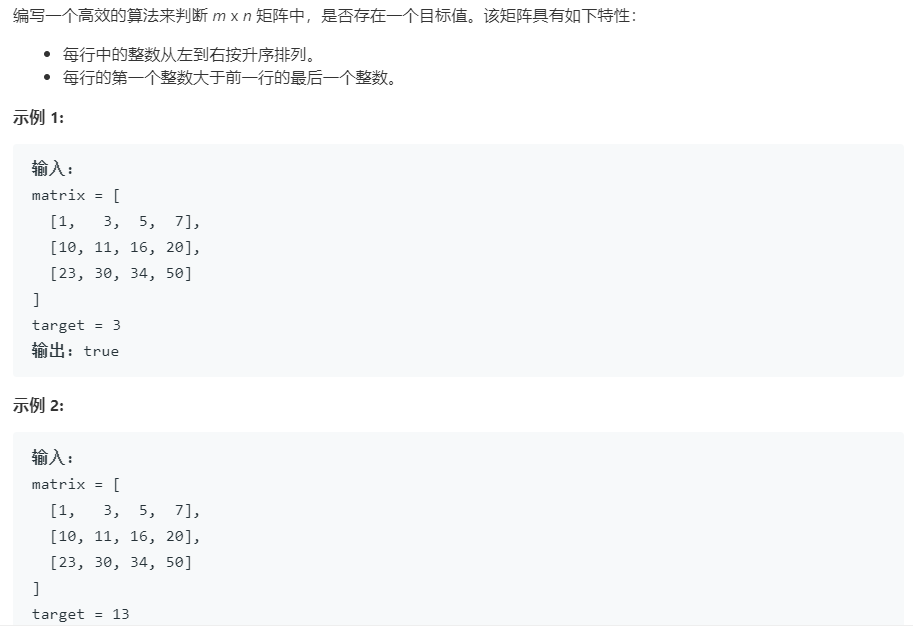 编写一个高效的算法来判断 m x n 矩阵中，是否存在一个目标值。该矩阵具有如下特性：
• 每行中的整数从左到右按升序排列。
• 每行的第一个整数大于前一行的最后一个整数。
示例 1:
输入:
matrix = [
[1,   3,  5,  7],
[10, 11, 16, 20],
[23, 30, 34, 50]
]
target = 3
输出: true
示例 2:
输入:
matrix = [
[1,   3,  5,  7],
[10, 11, 16, 20],
[23, 30, 34, 50]
]
target = 13